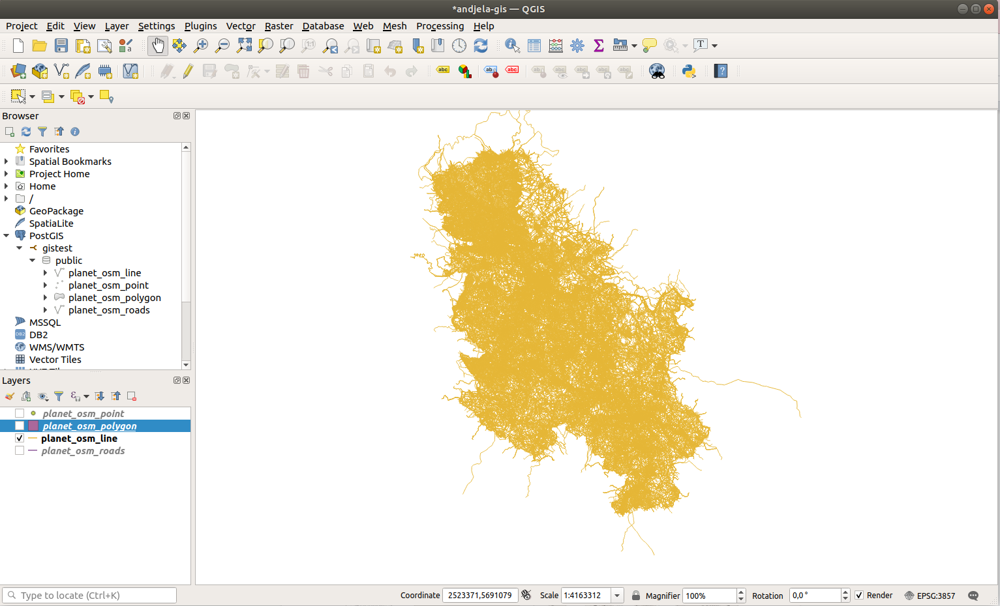 *andjela-gis — QGIS
Project Edit View Layer Settings Plugins Vector Raster Database Web Mesh Processing Help
Browser
Favorites
Spatial Bookmarks
Project Home
Home
/
GeoPackage
SpatiaLite
PostGIS
gistest
public
planet_osm_line
planet_osm_point
planet_osm_polygon
planet_osm_roads
MSSQL
DB2
WMS/WMTS
Vector Tiles
Layers
planet_osm_point
planet_osm_polygon
planet_osm_line
planet_osm_roads
Type to locate (Ctrl+K)
Coordinate 2523371,5691079 Scale 1:4163312 Magnifier 100% Rotation 0,0 ° Render EPSG:3857